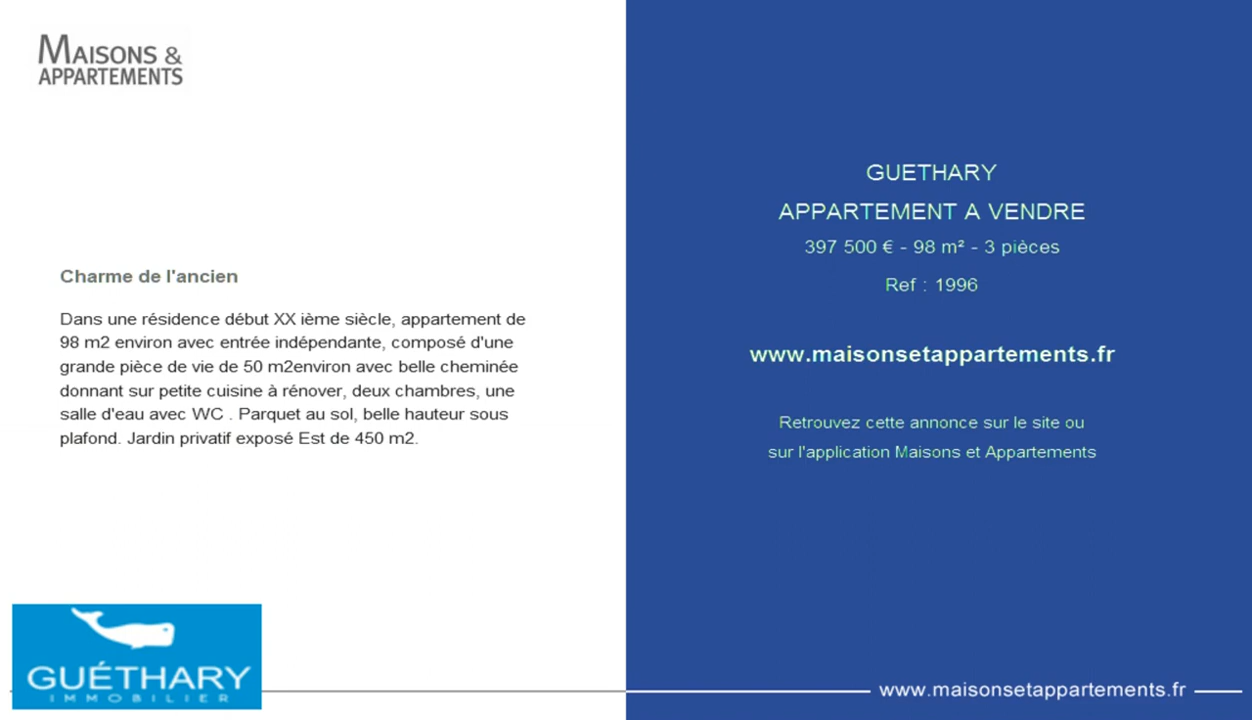 MAISONS &
APPARTEMENTS
Charme de l'ancien
Dans une résidence début XX ième siècle, appartement de
98 m2 environ avec entrée indépendante, composé d'une
grande pièce de vie de 50 m2environ avec belle cheminée
donnant sur petite cuisine à rénover, deux chambres, une
salle d'eau avec WC . Parquet au sol, belle hauteur sous
plafond. Jardin privatif exposé Est de 450 m2.
GUÉTHARY
IMMOBILIER
GUETHARY
APPARTEMENT A VENDRE
397 500 € - 98 m² - 3 pièces
Ref : 1996
www.maisonsetappartements.fr
Retrouvez cette annonce sur le site ou
sur l'application Maisons et Appartements
www.maisonsetappartements.fr